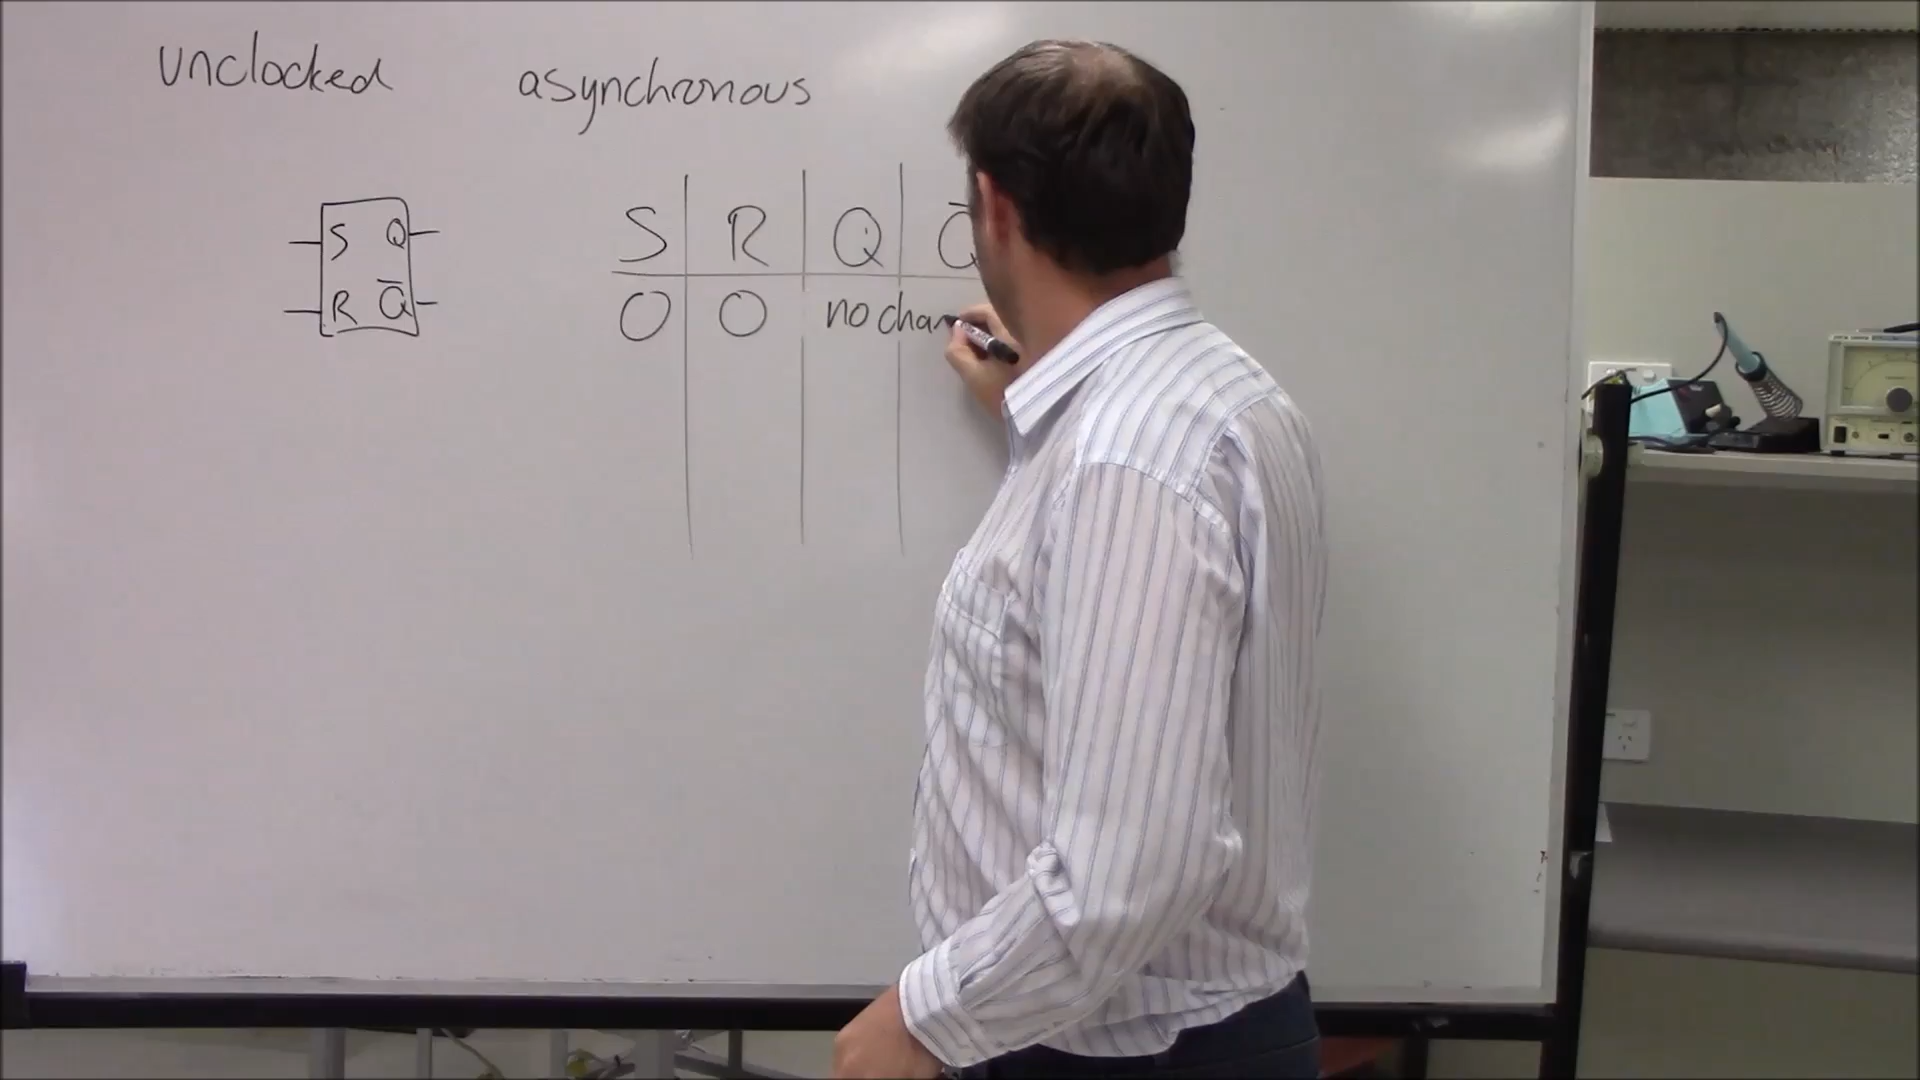 unclocked asynchronous
S Q
R Q̅
S R Q Q̅
0 0 no chan